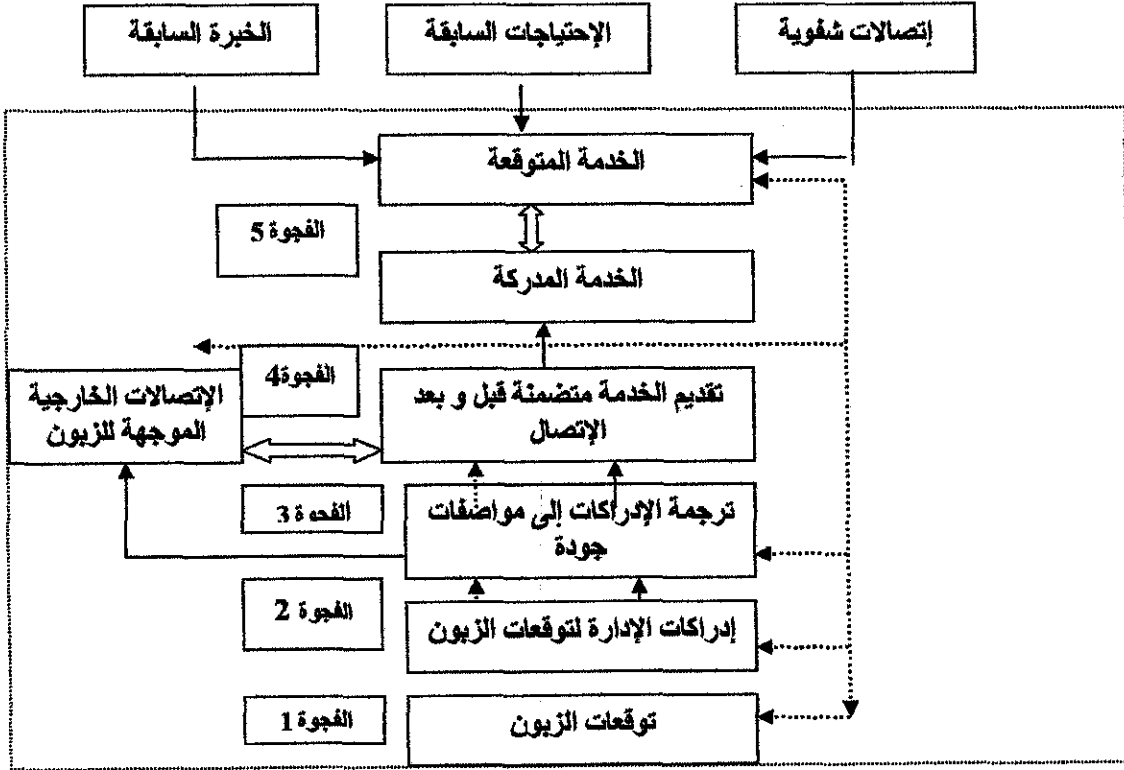 إتصالات شفوية
الإحتياجات السابقة
الخبرة السابقة
الخدمة المتوقعة
الفجوة 5
الخدمة المدركة
الفجوة4
تقديم الخدمة متضمنة قبل و بعد
الإتصال
الإتصالات الخارجية
الموجهة للزبون
الفجوة 3
ترجمة الإدراكات إلى مواصفات
جودة
الفجوة 2
إدراكات الإدارة لتوقعات الزبون
الفجوة 1
توقعات الزبون